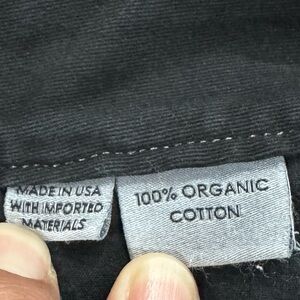 MADE IN USA
WITH IMPORTED
MATERIALS
100% ORGANIC
COTTON